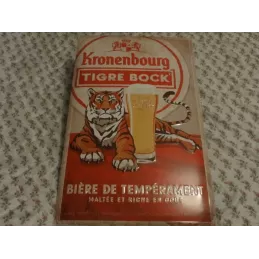 Kronenbourg
TIGRE BOCK
BIÈRE DE TEMPÉRAMENT
MALTÉE ET RICHE EN GOÛT